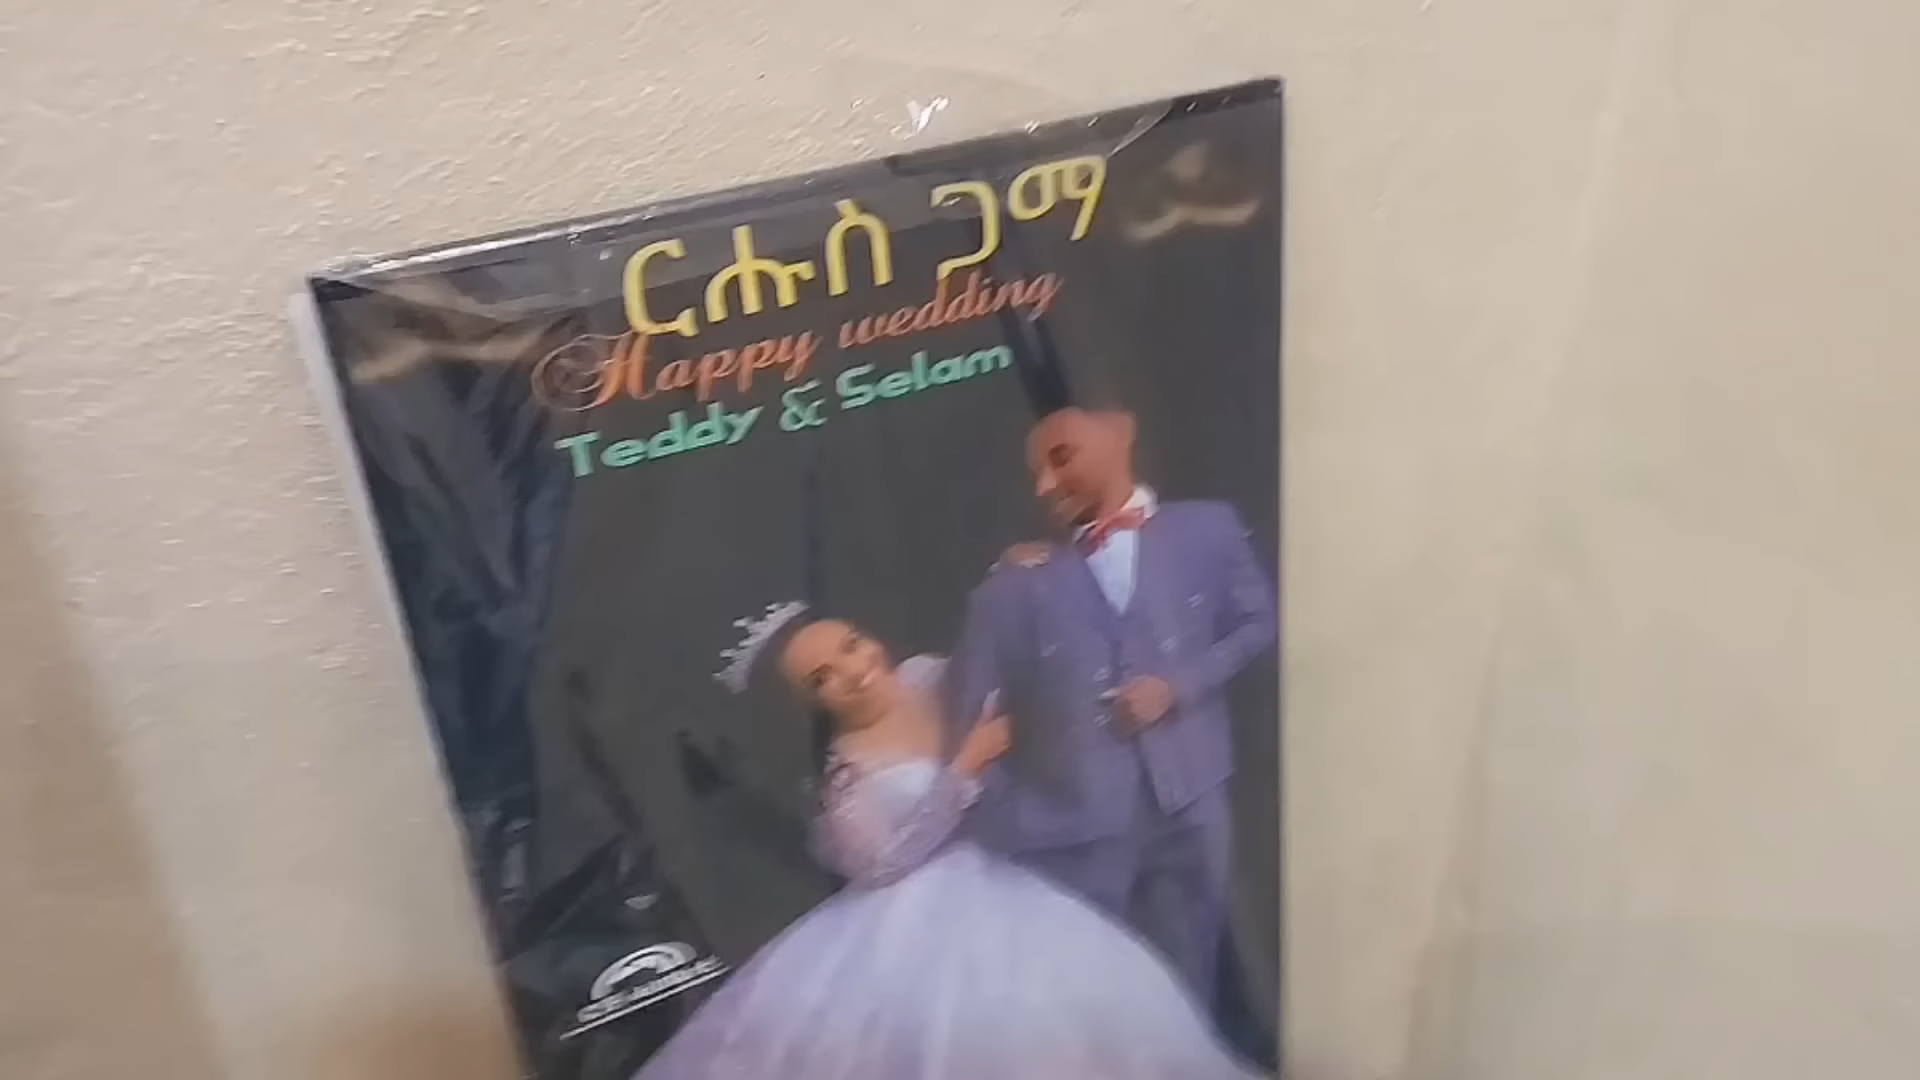 ርሑስ ጋማ
Happy wedding
Teddy & Selam